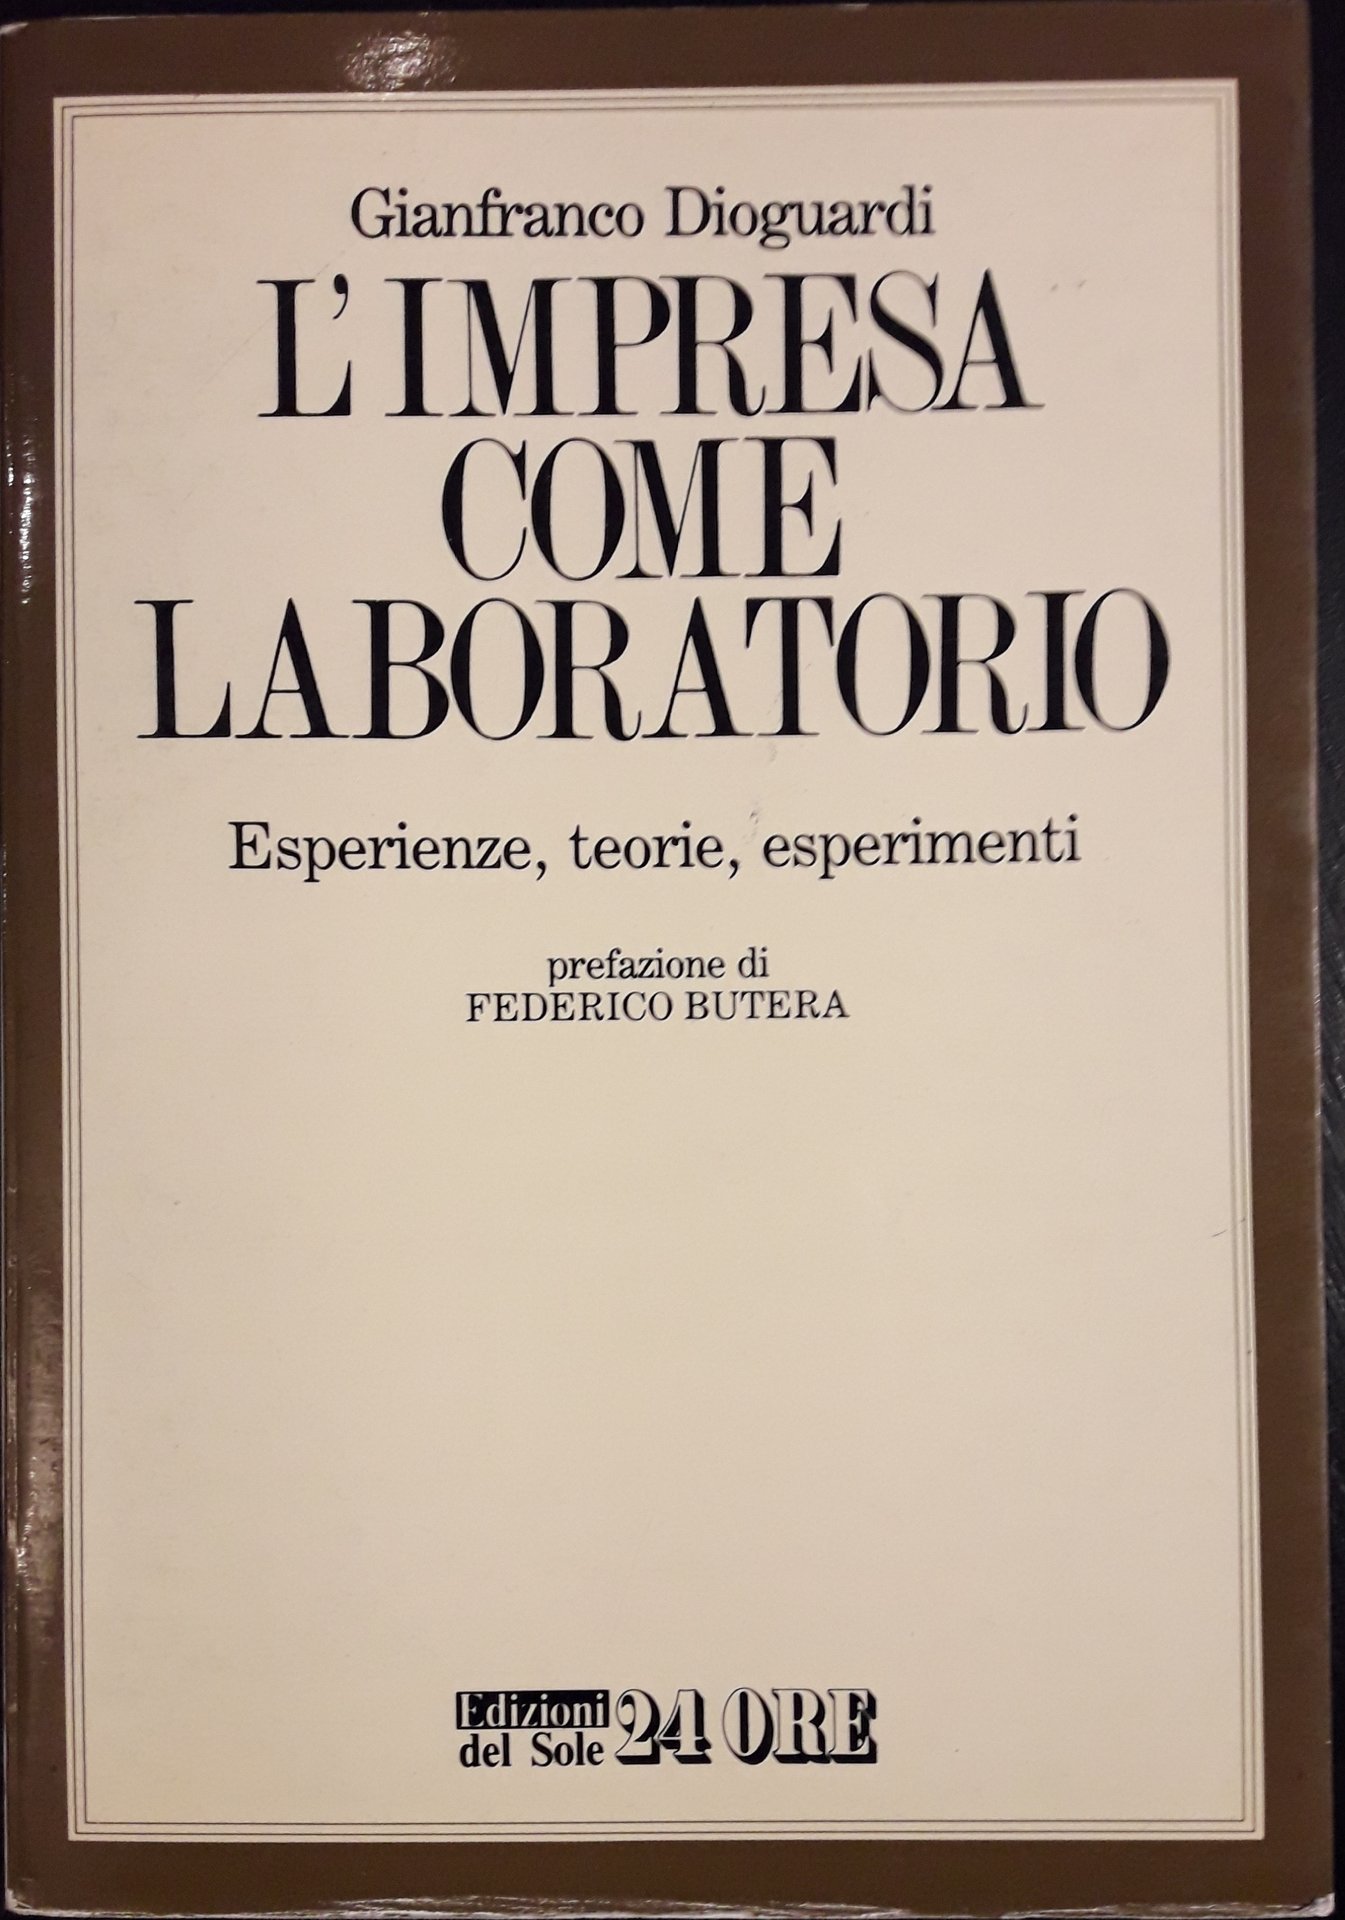 Gianfranco Dioguardi
L'IMPRESA
COME
LABORATORIO
Esperienze, teorie, esperimenti
prefazione di
FEDERICO BUTERA
Edizioni
del Sole 24 ORE